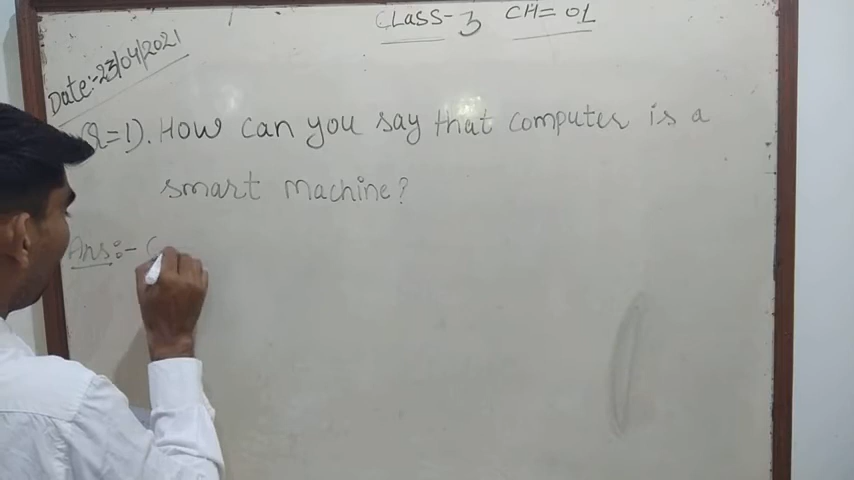 CLASS-3 CH=01
Date:-23/04/2021
Q=1). How can you say that computer is a
smart machine?
Ans:- C